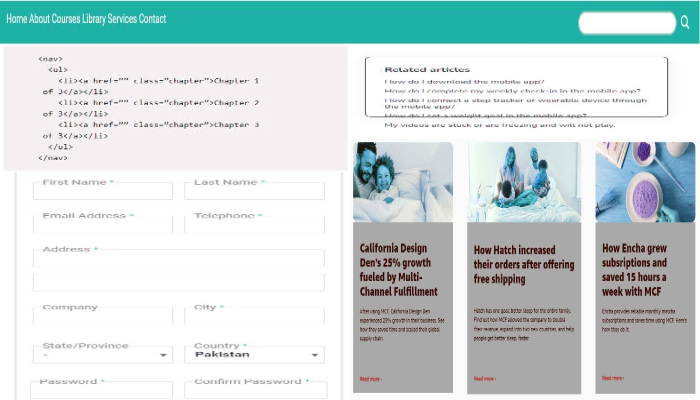 Home About Courses Library Services Contact
<nav>
<ul>
<li><a href="" class="chapter">Chapter 1
of 3</a></li>
<li><a href="" class="chapter">Chapter 2
of 3</a></li>
<li><a href="" class="chapter">Chapter 3
of 3</a></li>
</ul>
</nav>
Related articles
How do I download the mobile app?
How do I complete my weekly check-in in the mobile app?
How do I connect a step tracker or wearable device through
the mobile app?
How do I set a weight goal in the mobile app?
My videos are stuck or are freezing and will not play.
First Name *
Last Name *
Email Address *
Telephone *
Address *
Company
City *
State/Province
-
Country *
Pakistan
Password *
Confirm Password *
California Design
Den's 25% growth
fueled by Multi-
Channel Fulfillment
After using MCF, California Design Den
experienced 25% growth in their business. See
how they saved time and scaled their global
supply chain.
Read more ›
How Hatch increased
their orders after offering
free shipping
Hatch has one goal: better sleep for the entire family.
Find out how MCF allowed the company to double
their revenue, expand into two new countries, and help
people get better sleep, faster.
Read more ›
How Encha grew
subsriptions and
saved 15 hours a
week with MCF
Encha provides reliable monthly matcha
subscriptions and saves time using MCF. Here's
how they do it.
Read more ›